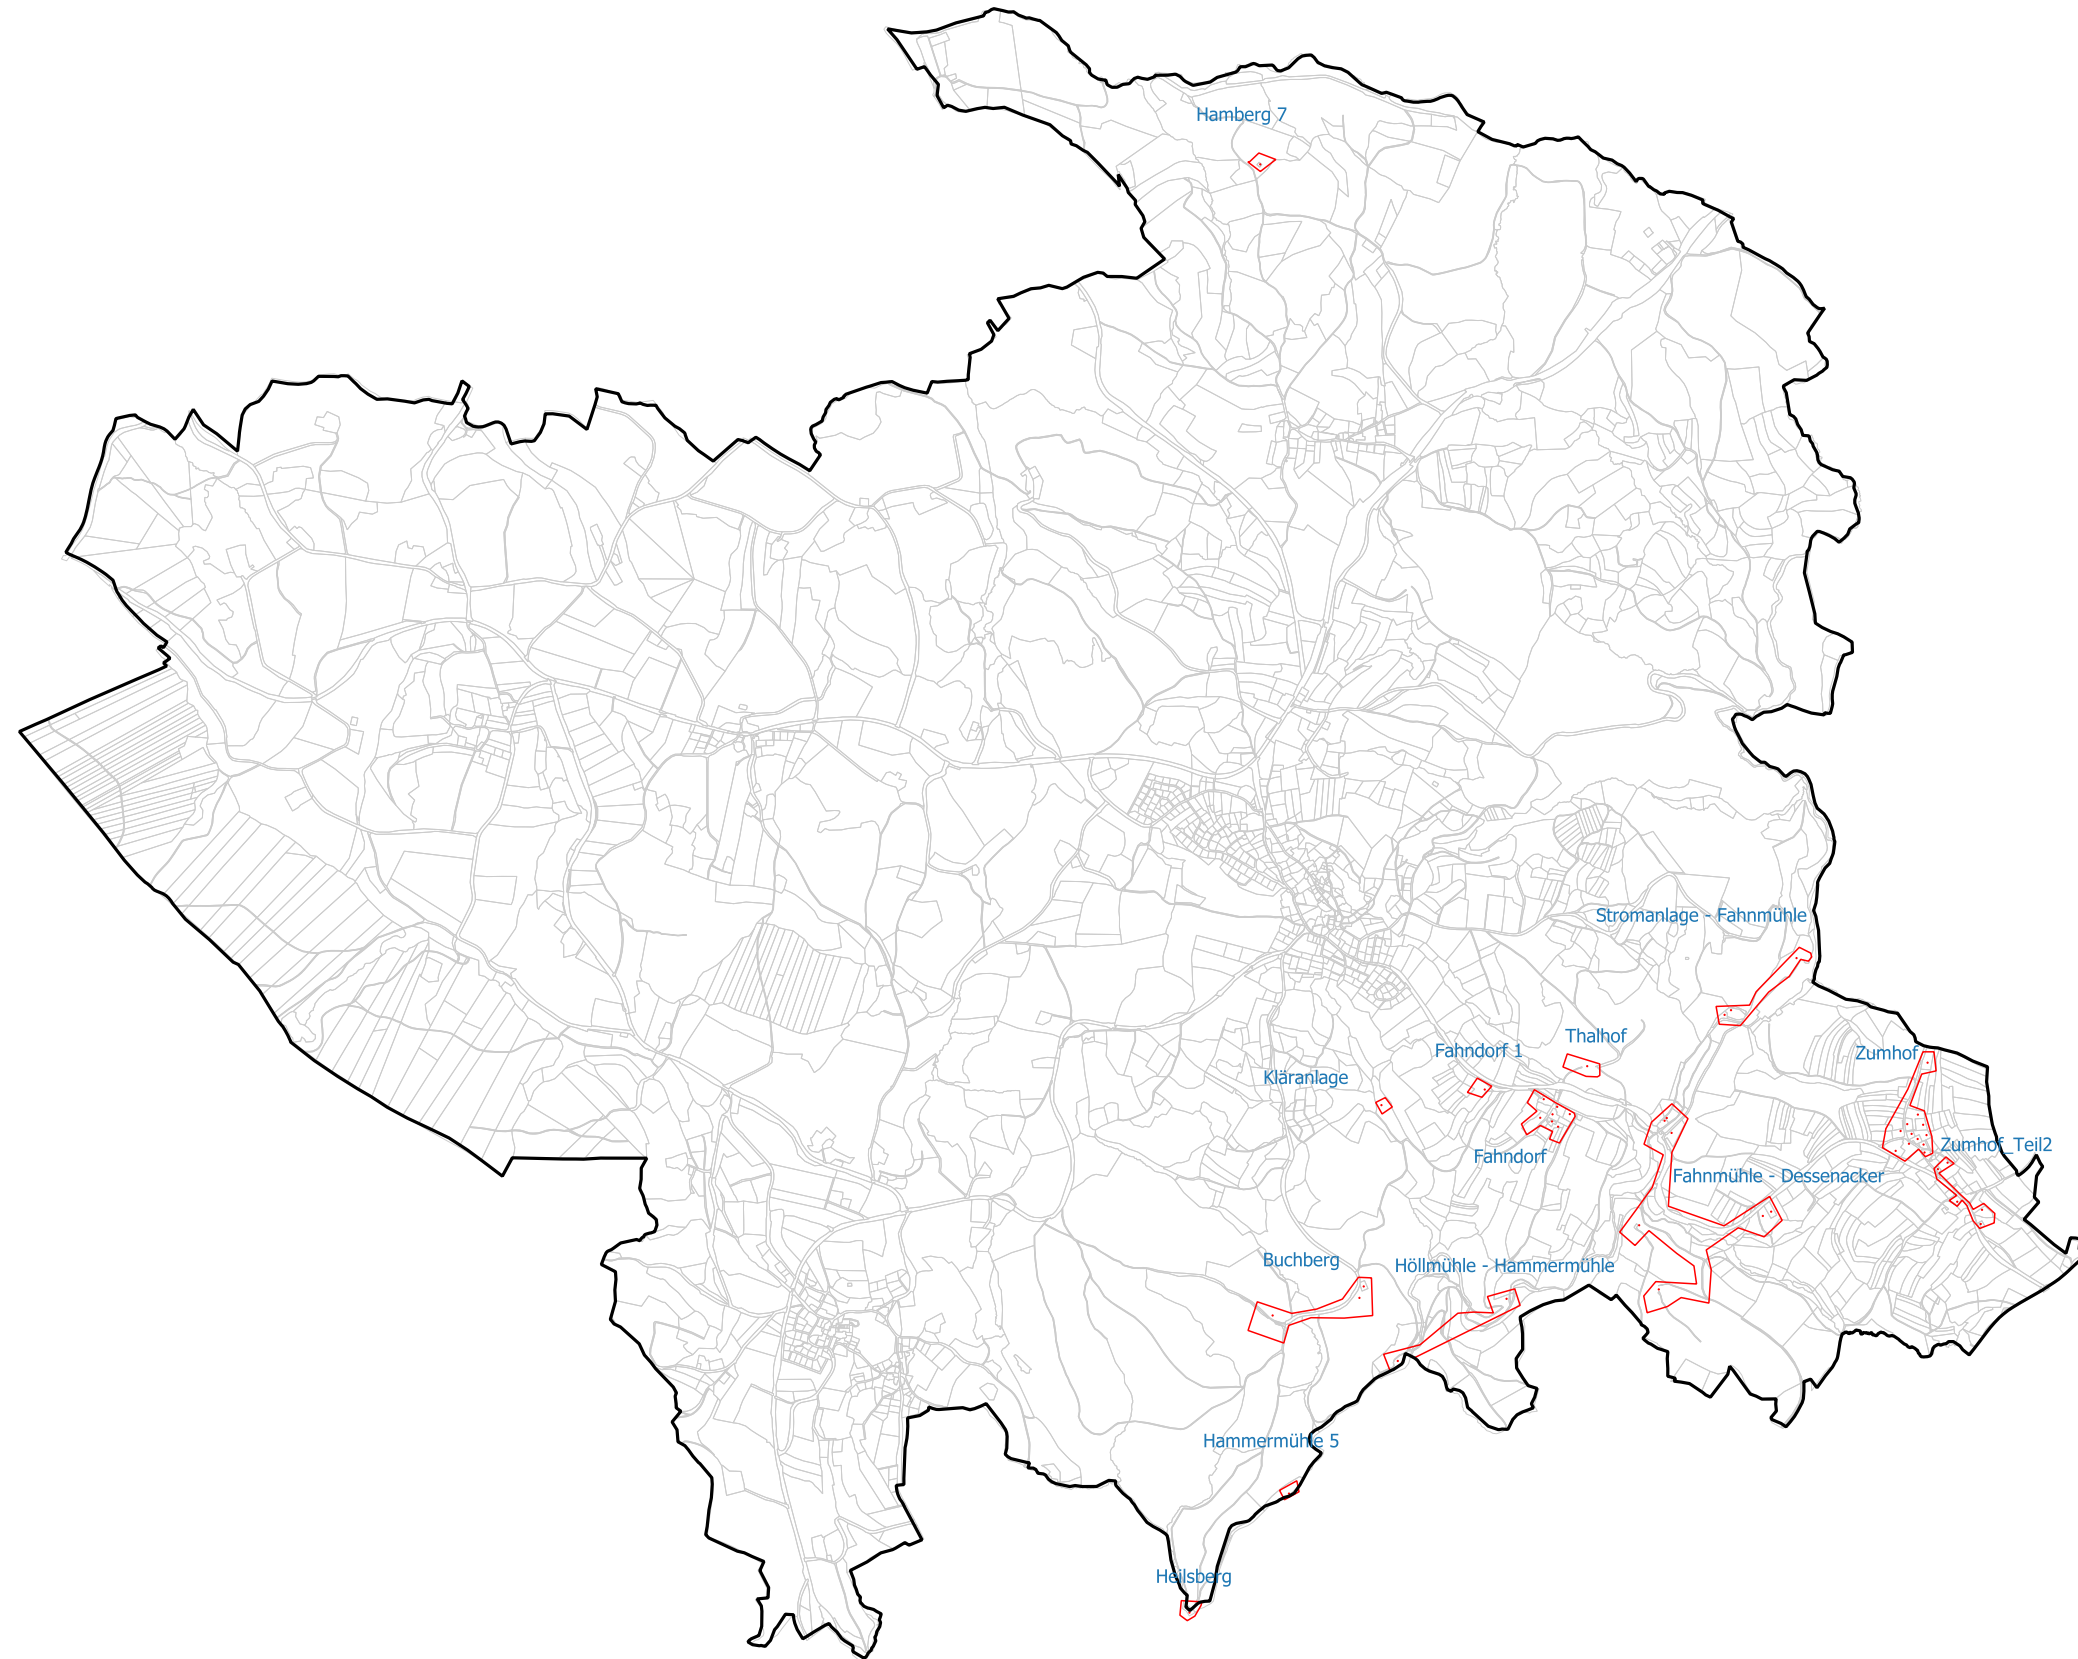 Hamberg 7
Stromanlage - Fahnmühle
Thalhof
Fahndorf 1
Zumhof
Kläranlage
Zumhof_Teil2
Fahndorf
Fahnmühle - Dessenacker
Buchberg
Höllmühle - Hammermühle
Hammermühle 5
Heilsberg